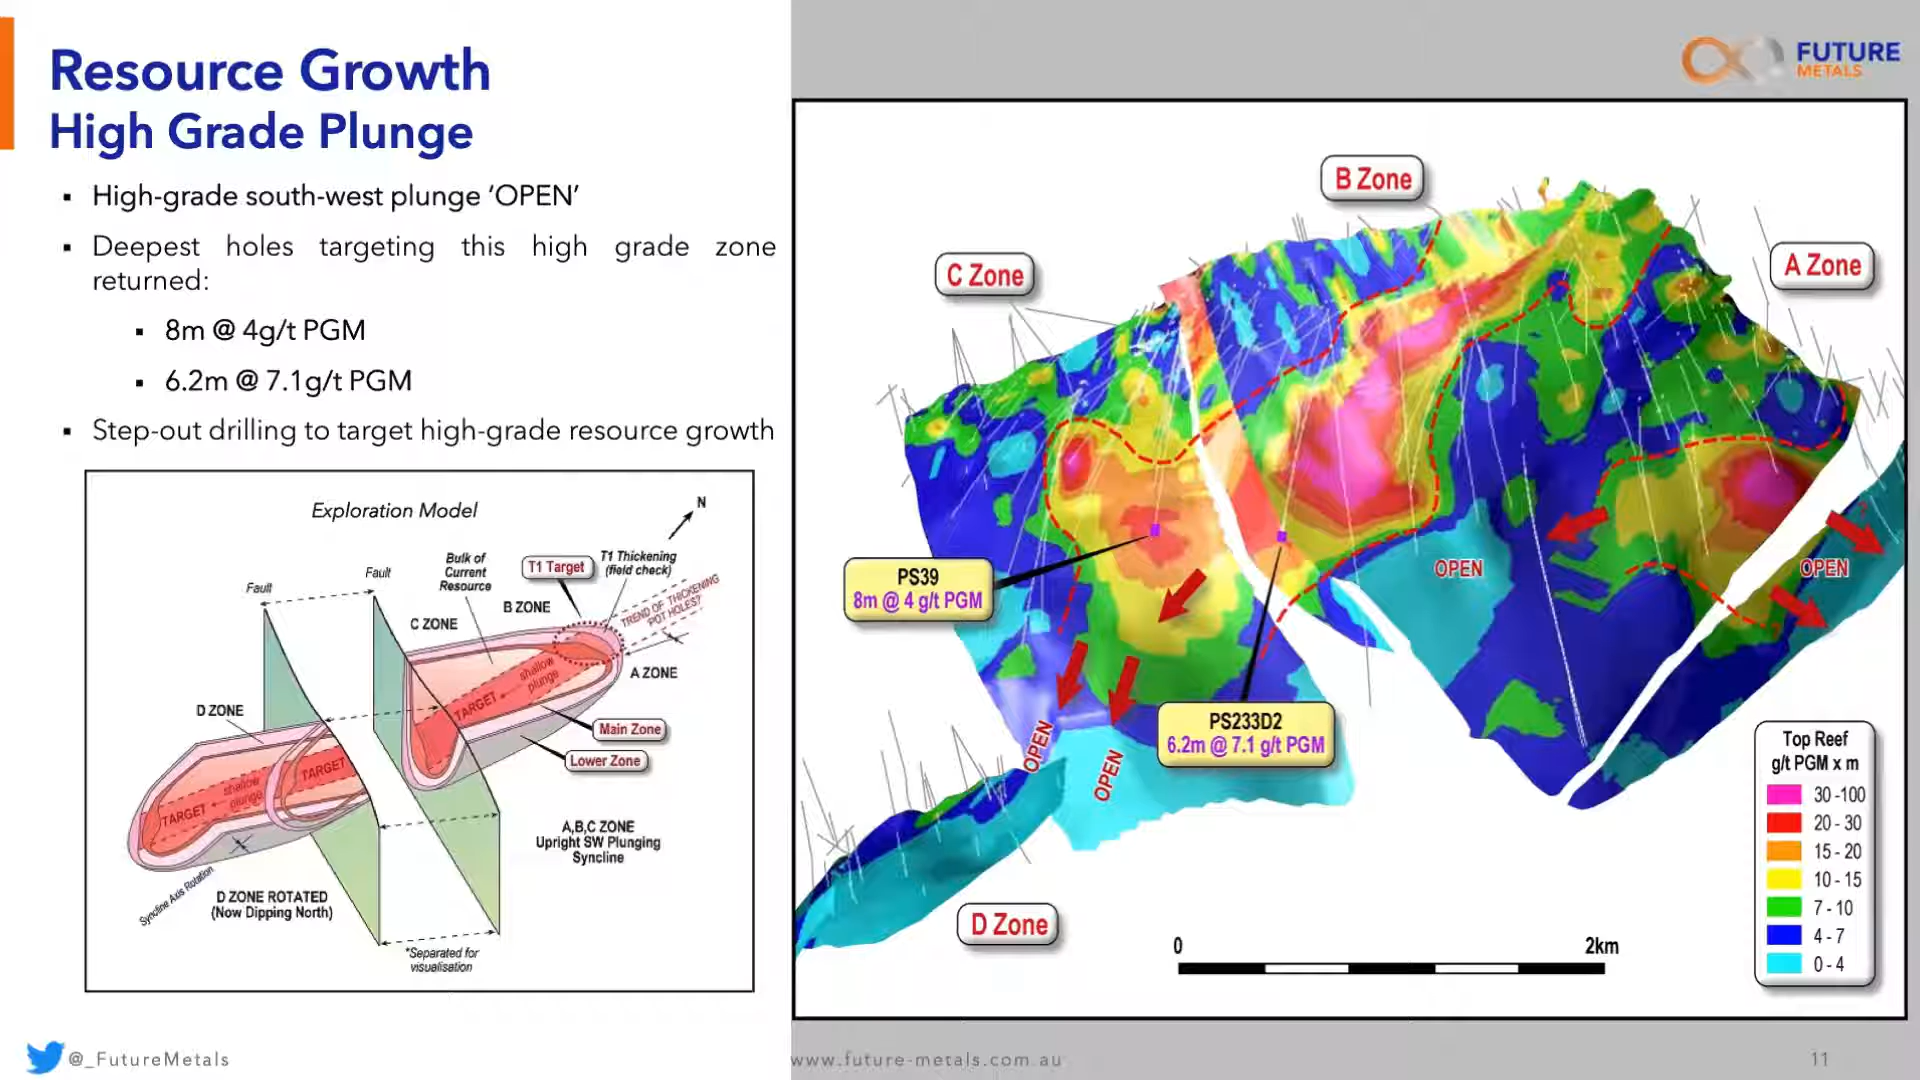 Resource Growth
High Grade Plunge
▪ High-grade south-west plunge ‘OPEN’
▪ Deepest holes targeting this high grade zone
returned:
▪ 8m @ 4g/t PGM
▪ 6.2m @ 7.1g/t PGM
▪ Step-out drilling to target high-grade resource growth
Exploration Model
N
Fault
Fault
Bulk of
Current
Resource
T1 Target
T1 Thickening
(field check)
TREND OF THICKENING
POT HOLES?
B ZONE
C ZONE
A ZONE
shallow
plunge
TARGET
Main Zone
Lower Zone
D ZONE
TARGET
shallow
plunge
TARGET
Syncline Axis Rotation
D ZONE ROTATED
(Now Dipping North)
A,B,C ZONE
Upright SW Plunging
Syncline
*Separated for
visualisation
FUTURE
METALS
B Zone
C Zone
A Zone
PS39
8m @ 4 g/t PGM
OPEN
OPEN
?
?
OPEN
OPEN
PS233D2
6.2m @ 7.1 g/t PGM
D Zone
0 2km
Top Reef
g/t PGM x m
30 -100
20 - 30
15 - 20
10 - 15
7 - 10
4 - 7
0 - 4
@_FutureMetals
www.future-metals.com.au
11